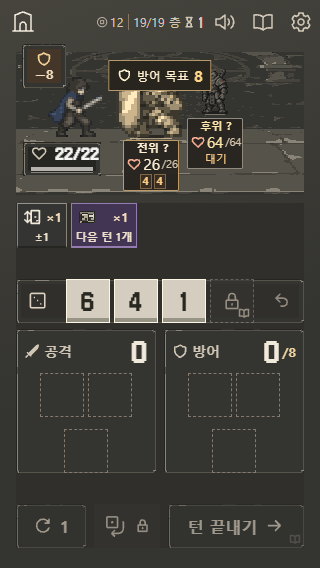 12 19/19 층 1
−8
방어 목표 8
22/22
전위 ?
26/26
4 4
후위 ?
64/64
대기
×1
±1
×1
다음 턴 1개
6 4 1
공격 0
방어 0/8
1
턴 끝내기 →